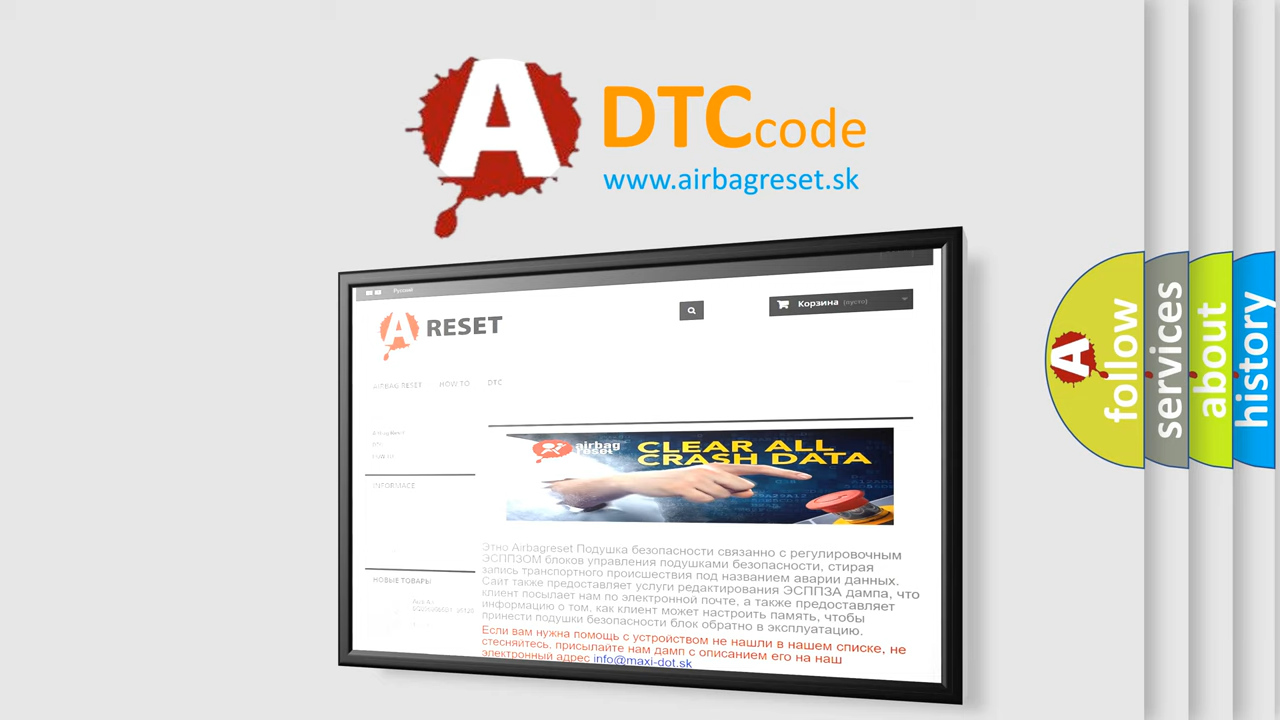 A
DTCcode
www.airbagreset.sk
Русский
A RESET
Корзина (пусто)
AIRBAG RESET HOW TO DTC
INFORMACE
НОВЫЕ ТОВАРЫ
airbag
reset
CLEAR ALL
CRASH DATA
Этно Airbagreset Подушка безопасности связанно с регулировочным
ЭСППЗОМ блоков управления подушками безопасности, стирая
запись транспортного происшествия под названием аварии данных.
Сайт также предоставляет услуги редактирования ЭСППЗА дампа, что
клиент посылает нам по электронной почте, а также предоставляет
информацию о том, как клиент может настроить память, чтобы
принести подушки безопасности блок обратно в эксплуатацию.
Если вам нужна помощь с устройством не нашли в нашем списке, не
стесняйтесь, присылайте нам дамп с описанием его на наш
электронный адрес info@maxi-dot.sk
A
follow
services
about
history